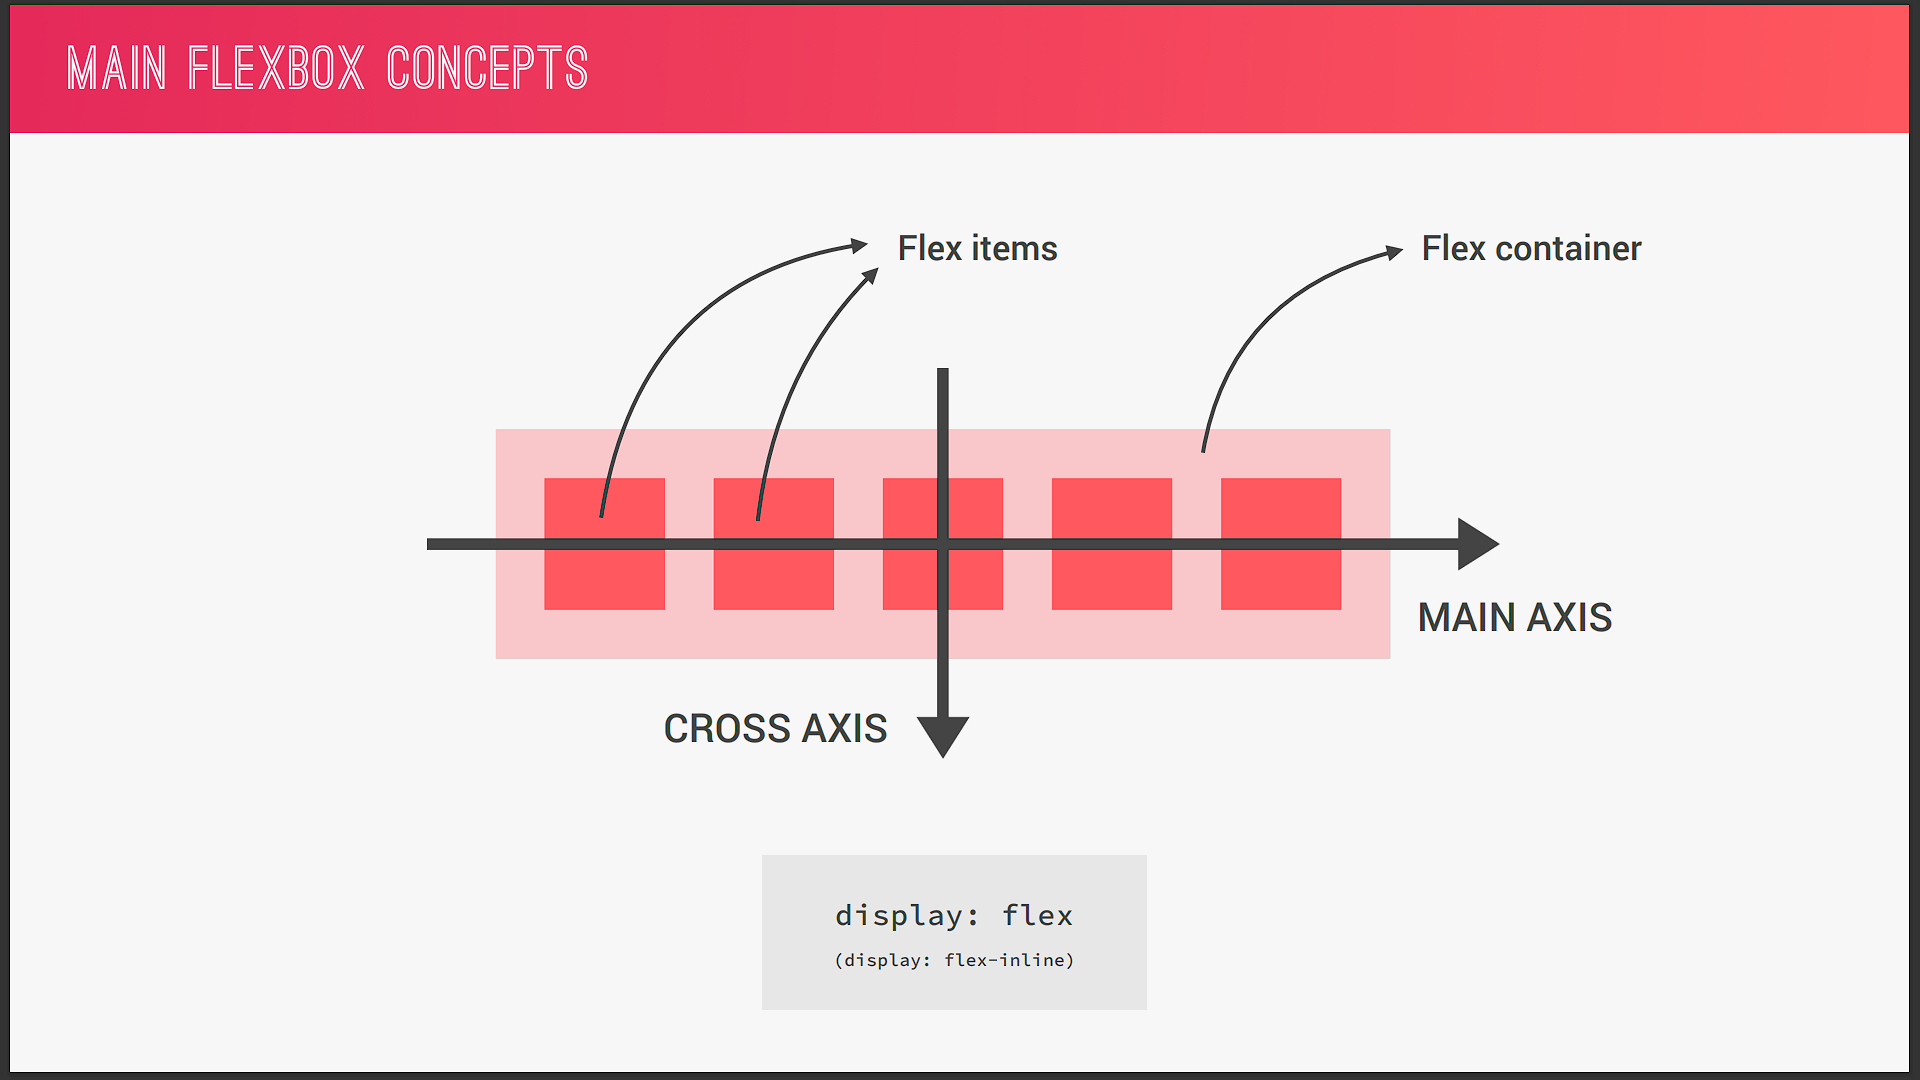 MAIN FLEXBOX CONCEPTS
Flex items
Flex container
MAIN AXIS
CROSS AXIS
display: flex
(display: flex-inline)